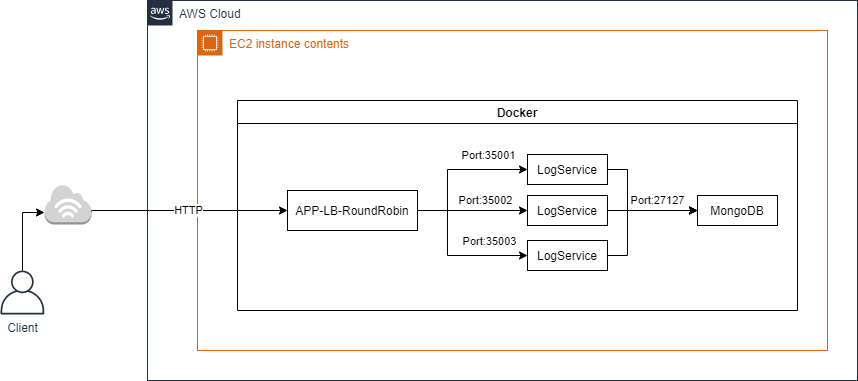 aws
AWS Cloud
EC2 instance contents
Docker
Port:35001
LogService
HTTP
APP-LB-RoundRobin
Port:35002
LogService
Port:27127
MongoDB
Port:35003
LogService
Client